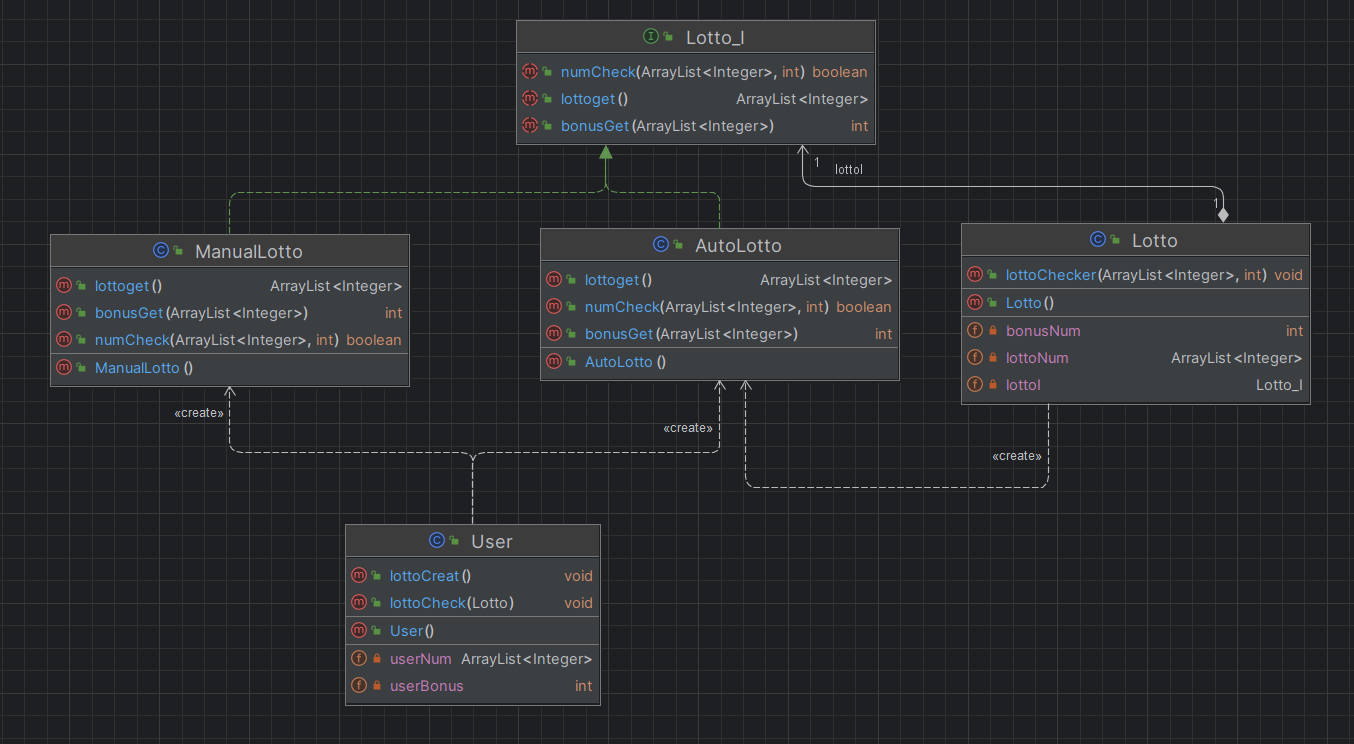 Lotto_I
numCheck(ArrayList<Integer>, int) boolean
lottoget() ArrayList<Integer>
bonusGet(ArrayList<Integer>) int
1
lottoI
1
ManualLotto
lottoget() ArrayList<Integer>
bonusGet(ArrayList<Integer>) int
numCheck(ArrayList<Integer>, int) boolean
ManualLotto()
AutoLotto
lottoget() ArrayList<Integer>
numCheck(ArrayList<Integer>, int) boolean
bonusGet(ArrayList<Integer>) int
AutoLotto()
Lotto
lottoChecker(ArrayList<Integer>, int) void
Lotto()
bonusNum int
lottoNum ArrayList<Integer>
lottoI Lotto_I
«create»
«create»
«create»
User
lottoCreat() void
lottoCheck(Lotto) void
User()
userNum ArrayList<Integer>
userBonus int